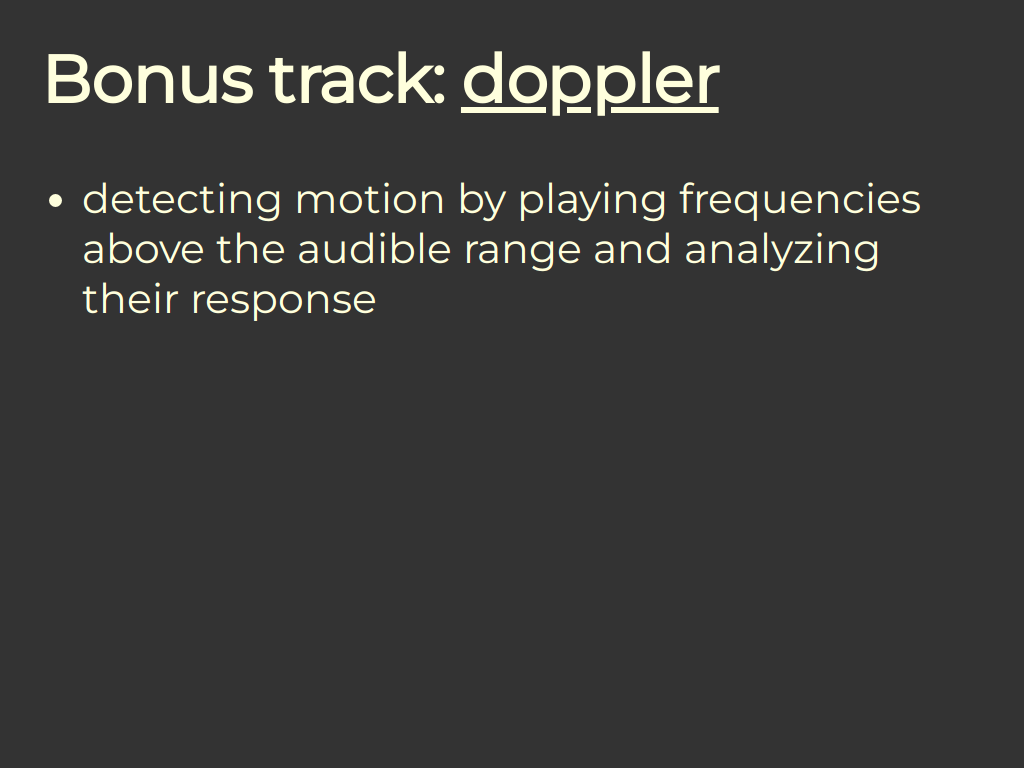 Bonus track: doppler
• detecting motion by playing frequencies
above the audible range and analyzing
their response